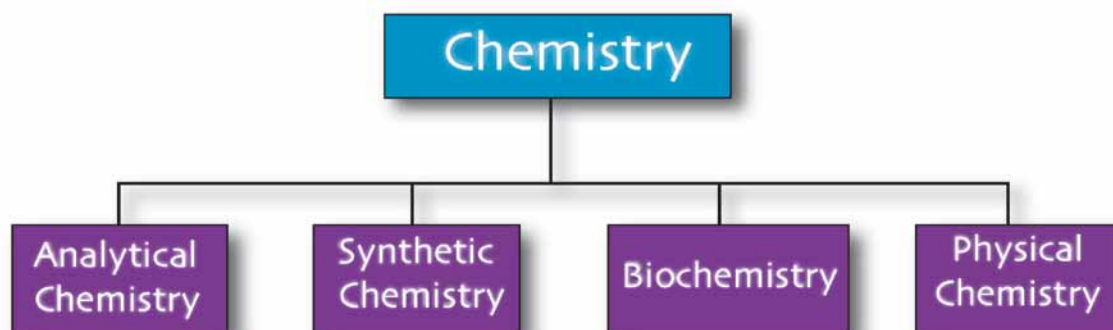 Chemistry
Analytical
Chemistry
Synthetic
Chemistry
Biochemistry
Physical
Chemistry